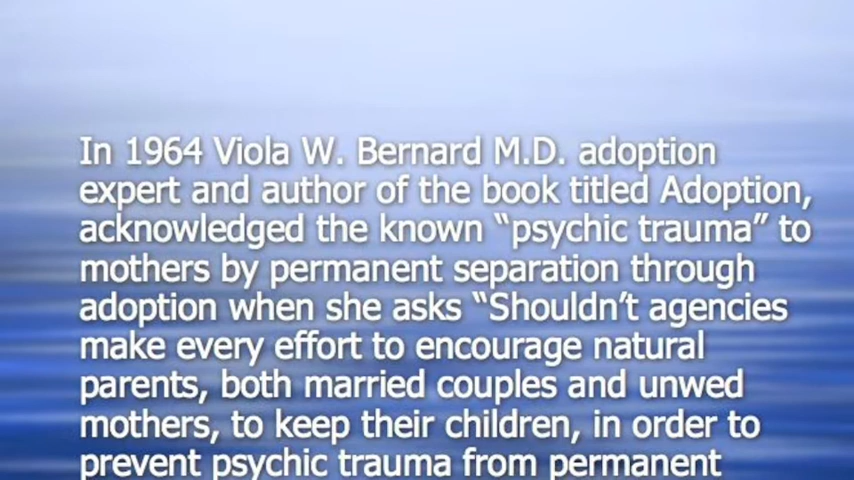 In 1964 Viola W. Bernard M.D. adoption
expert and author of the book titled Adoption,
acknowledged the known “psychic trauma” to
mothers by permanent separation through
adoption when she asks “Shouldn’t agencies
make every effort to encourage natural
parents, both married couples and unwed
mothers, to keep their children, in order to
prevent psychic trauma from permanent